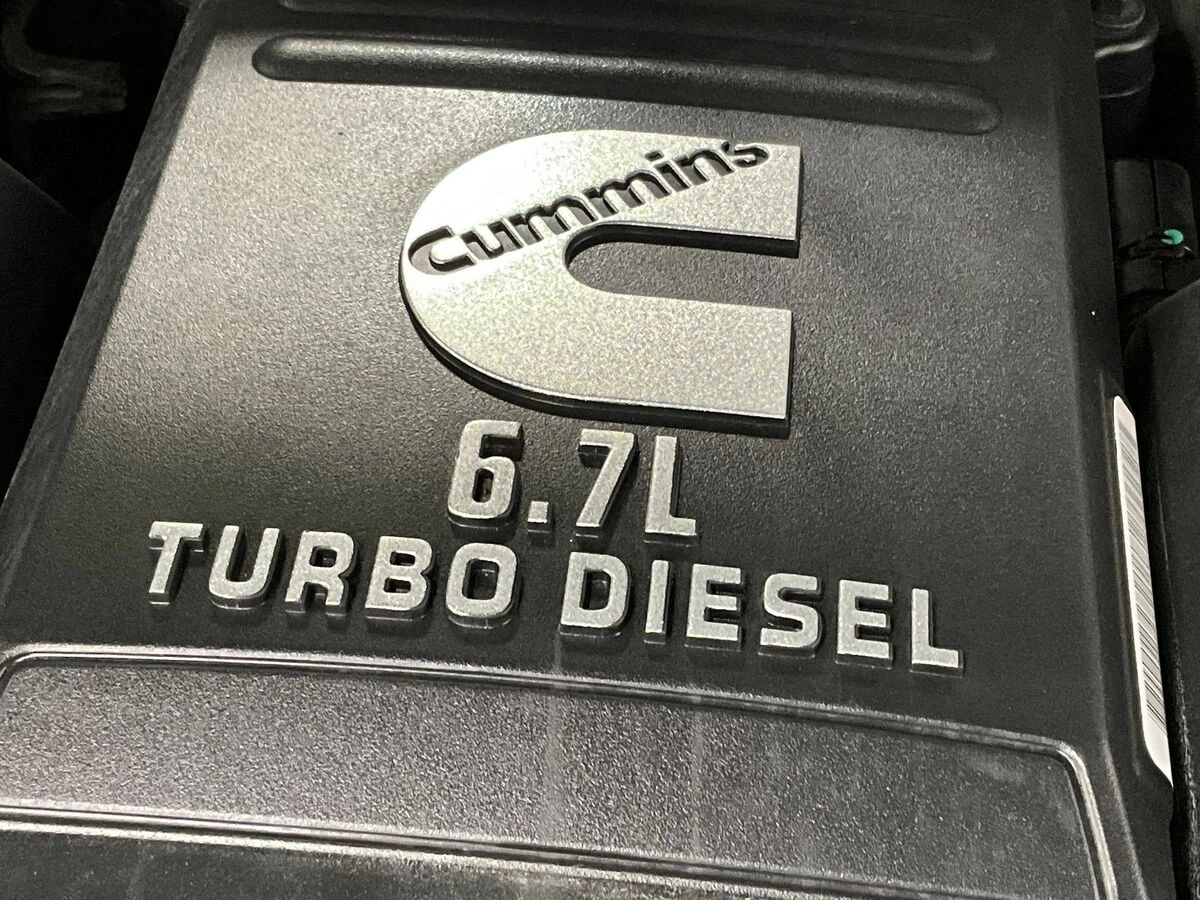 Cummins
6.7L
TURBO DIESEL